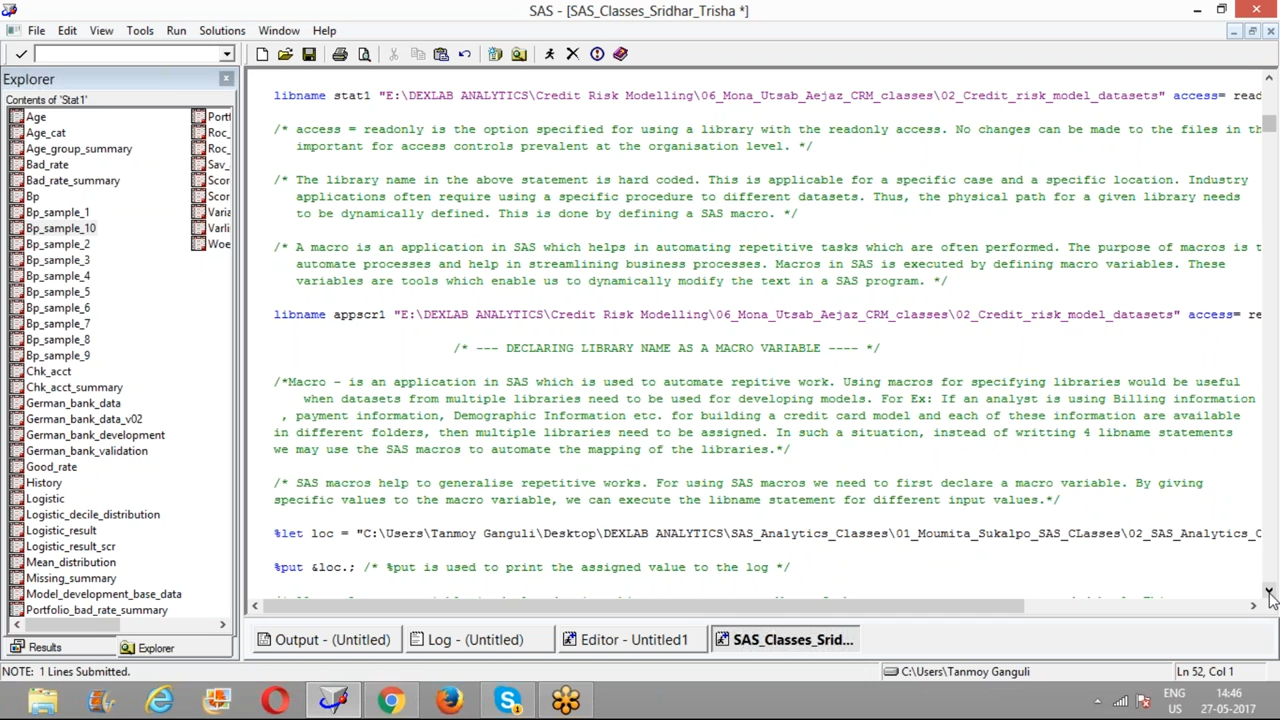 SAS - [SAS_Classes_Sridhar_Trisha *]
File Edit View Tools Run Solutions Window Help
Explorer
Contents of 'Stat1'
Age
Age_cat
Age_group_summary
Bad_rate
Bad_rate_summary
Bp
Bp_sample_1
Bp_sample_10
Bp_sample_2
Bp_sample_3
Bp_sample_4
Bp_sample_5
Bp_sample_6
Bp_sample_7
Bp_sample_8
Bp_sample_9
Chk_acct
Chk_acct_summary
German_bank_data
German_bank_data_v02
German_bank_development
German_bank_validation
Good_rate
History
Logistic
Logistic_decile_distribution
Logistic_result
Logistic_result_scr
Mean_distribution
Missing_summary
Model_development_base_data
Portfolio_bad_rate_summary
Portf
Roc_
Roc_
Sav_
Scor
Scor
Varia
Varli
Woe
libname stat1 "E:\DEXLAB ANALYTICS\Credit Risk Modelling\06_Mona_Utsab_Aejaz_CRM_classes\02_Credit_risk_model_datasets" access= read
/* access = readonly is the option specified for using a library with the readonly access. No changes can be made to the files in th
important for access controls prevalent at the organisation level. */
/* The library name in the above statement is hard coded. This is applicable for a specific case and a specific location. Industry
applications often require using a specific procedure to different datasets. Thus, the physical path for a given library needs
to be dynamically defined. This is done by defining a SAS macro. */
/* A macro is an application in SAS which helps in automating repetitive tasks which are often performed. The purpose of macros is t
automate processes and help in streamlining business processes. Macros in SAS is executed by defining macro variables. These
variables are tools which enable us to dynamically modify the text in a SAS program. */
libname appscr1 "E:\DEXLAB ANALYTICS\Credit Risk Modelling\06_Mona_Utsab_Aejaz_CRM_classes\02_Credit_risk_model_datasets" access= re
/* --- DECLARING LIBRARY NAME AS A MACRO VARIABLE ---- */
/*Macro - is an application in SAS which is used to automate repitive work. Using macros for specifying libraries would be useful
when datasets from multiple libraries need to be used for developing models. For Ex: If an analyst is using Billing information
, payment information, Demographic Information etc. for building a credit card model and each of these information are available
in different folders, then multiple libraries need to be assigned. In such a situation, instead of writting 4 libname statements
we may use the SAS macros to automate the mapping of the libraries.*/
/* SAS macros help to generalise repetitive works. For using SAS macros we need to first declare a macro variable. By giving
specific values to the macro variable, we can execute the libname statement for different input values.*/
%let loc = "C:\Users\Tanmoy Ganguli\Desktop\DEXLAB ANALYTICS\SAS_Analytics_Classes\01_Moumita_Sukalpo_SAS_CLasses\02_SAS_Analytics_C
%put &loc.; /* %put is used to print the assigned value to the log */
Results
Explorer
Output - (Untitled)
Log - (Untitled)
Editor - Untitled1
SAS_Classes_Srid...
NOTE: 1 Lines Submitted.
C:\Users\Tanmoy Ganguli
Ln 52, Col 1
ENG
US
14:46
27-05-2017